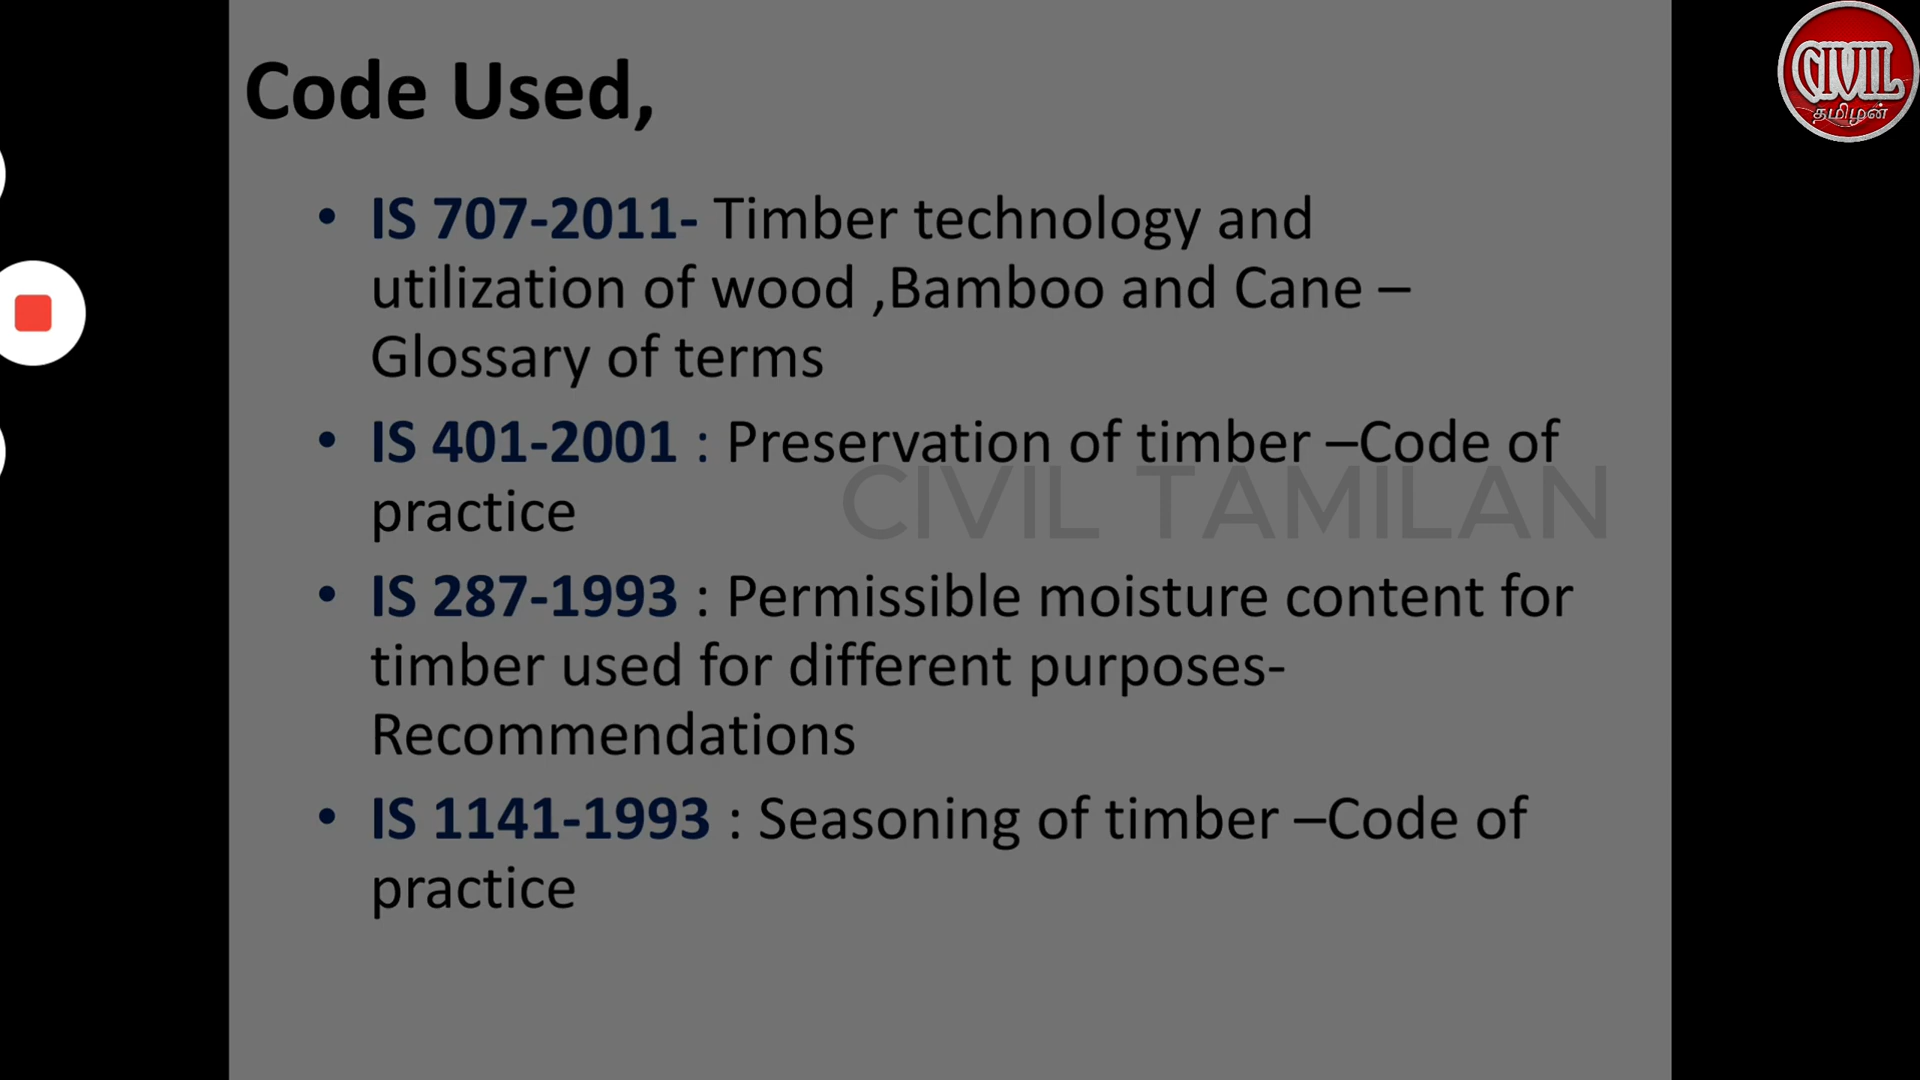 CIVIL
தமிழன்
Code Used,
• IS 707-2011- Timber technology and
utilization of wood ,Bamboo and Cane –
Glossary of terms
• IS 401-2001 : Preservation of timber –Code of
practice
CIVIL TAMILAN
• IS 287-1993 : Permissible moisture content for
timber used for different purposes-
Recommendations
• IS 1141-1993 : Seasoning of timber –Code of
practice